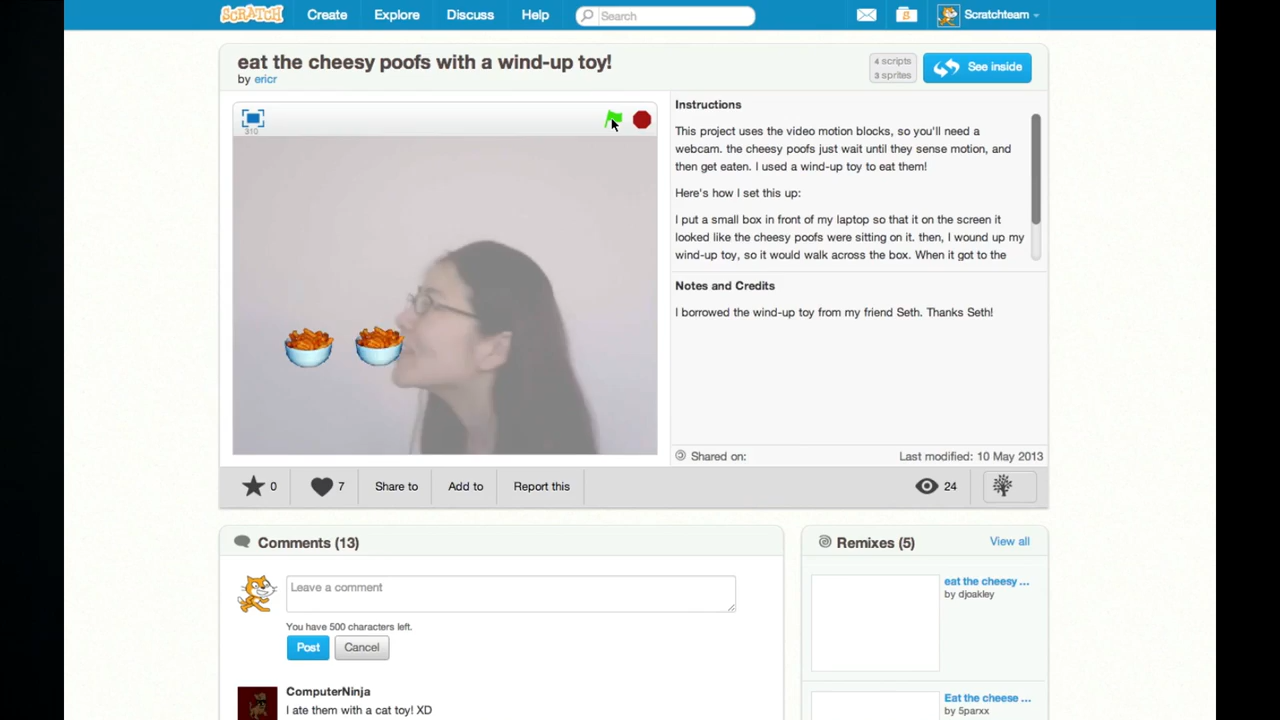 SCRATCH Create Explore Discuss Help Search Scratchteam
eat the cheesy poofs with a wind-up toy!
by ericr
4 scripts
3 sprites
See inside
310
Instructions
This project uses the video motion blocks, so you'll need a
webcam. the cheesy poofs just wait until they sense motion, and
then get eaten. I used a wind-up toy to eat them!
Here's how I set this up:
I put a small box in front of my laptop so that it on the screen it
looked like the cheesy poofs were sitting on it. then, I wound up my
wind-up toy, so it would walk across the box. When it got to the
Notes and Credits
I borrowed the wind-up toy from my friend Seth. Thanks Seth!
Shared on: Last modified: 10 May 2013
0 7 Share to Add to Report this 24
Comments (13)
Leave a comment
You have 500 characters left.
Post Cancel
ComputerNinja
I ate them with a cat toy! XD
Remixes (5) View all
eat the cheesy ...
by djoakley
Eat the cheese ...
by 5parxx